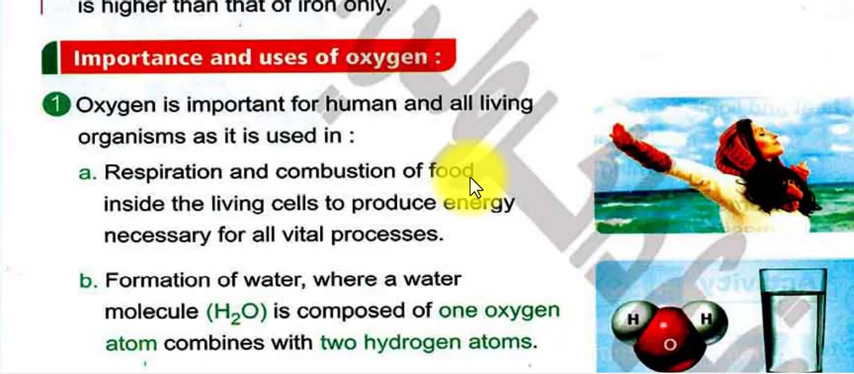 is higher than that of iron only.
Importance and uses of oxygen :
1 Oxygen is important for human and all living
organisms as it is used in :
a. Respiration and combustion of food
inside the living cells to produce energy
necessary for all vital processes.
b. Formation of water, where a water
molecule (H₂O) is composed of one oxygen
atom combines with two hydrogen atoms.
H H
O